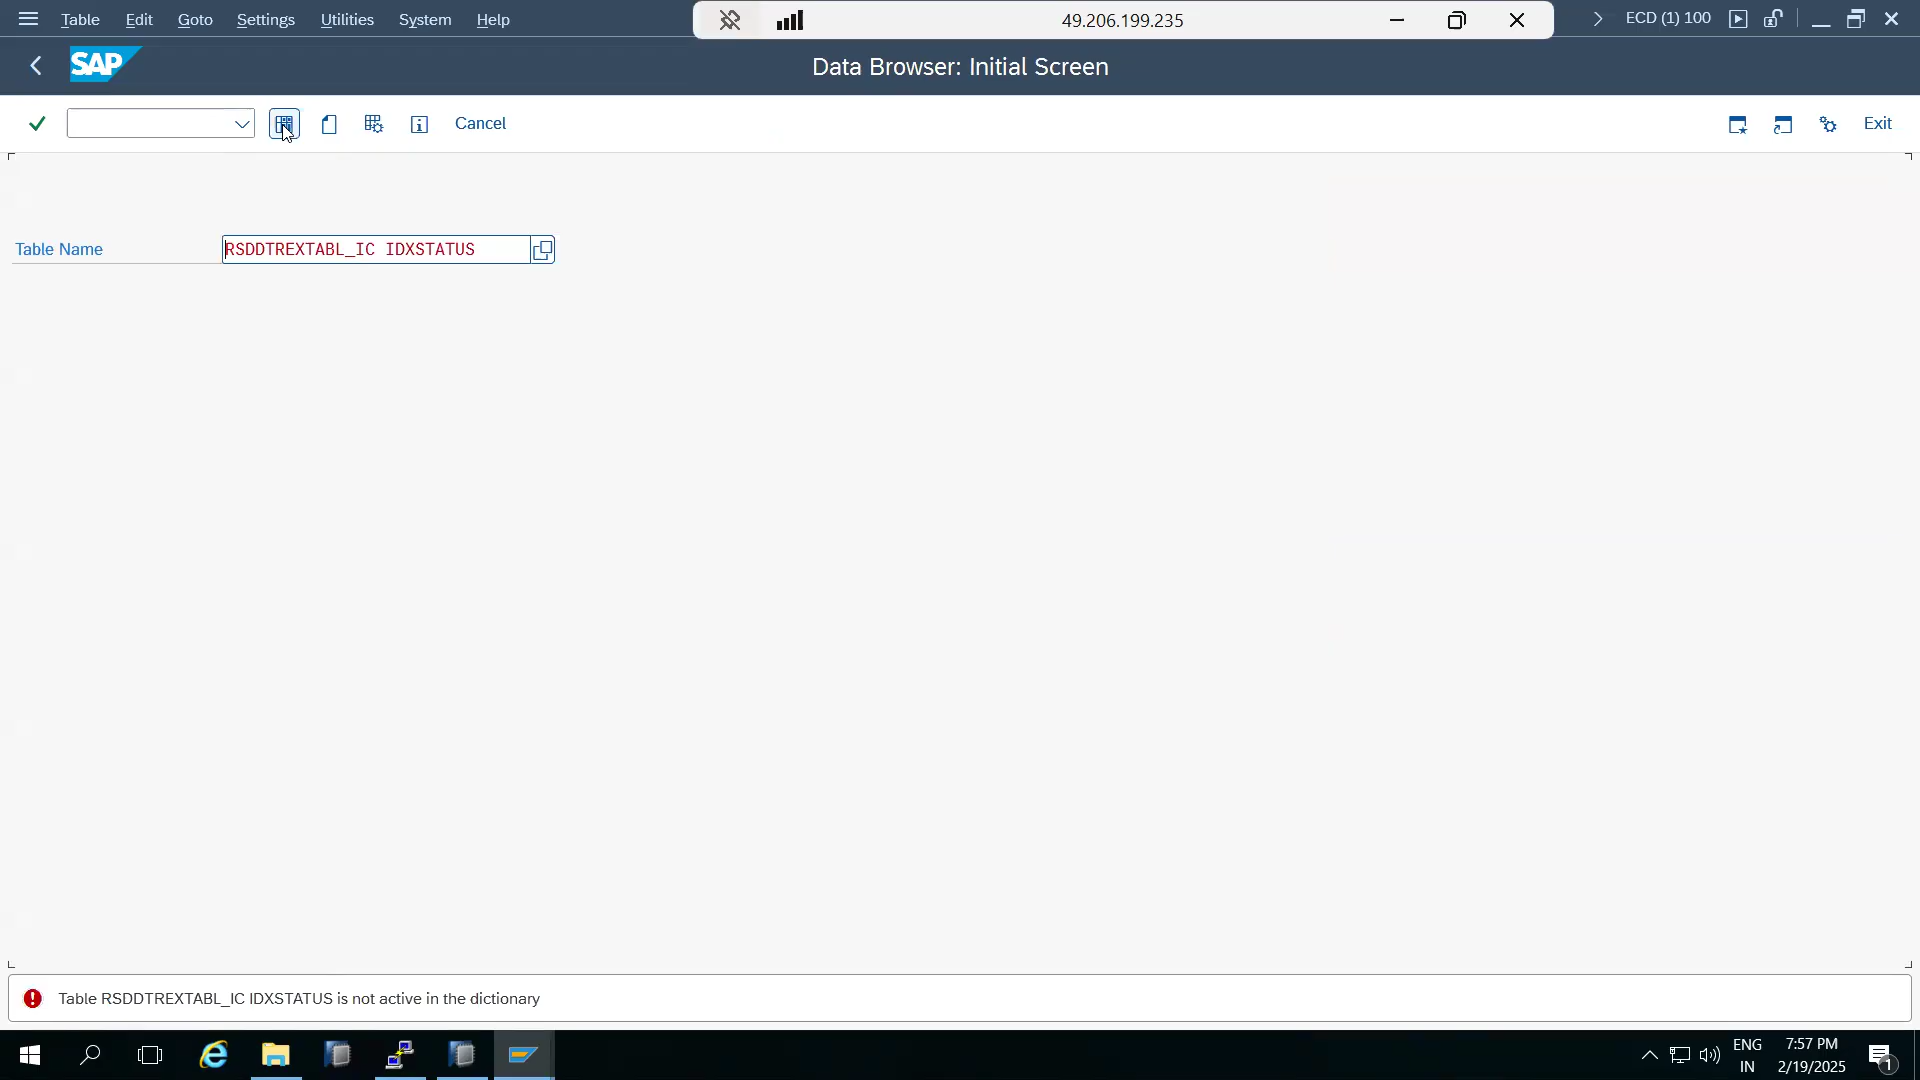 Table Edit Goto Settings Utilities System Help 49.206.199.235 ECD (1) 100
SAP Data Browser: Initial Screen
Cancel Exit
Table Name RSDDTREXTABL_IC IDXSTATUS
Table RSDDTREXTABL_IC IDXSTATUS is not active in the dictionary
ENG 7:57 PM
IN 2/19/2025 1